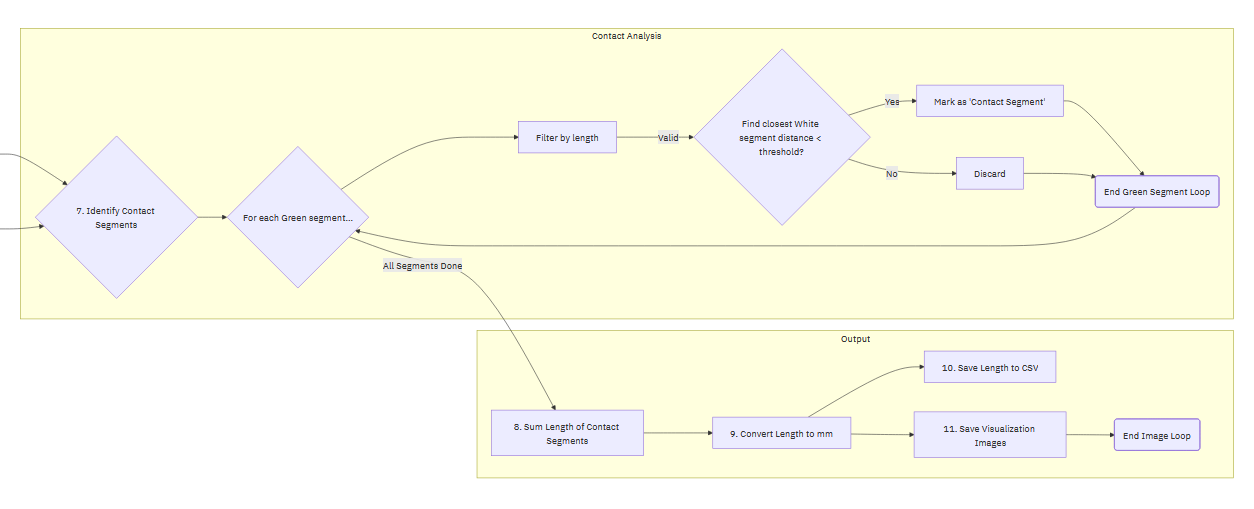 Contact Analysis
7. Identify Contact
Segments
For each Green segment...
Filter by length
Valid
Find closest White
segment distance <
threshold?
Yes
Mark as 'Contact Segment'
No
Discard
End Green Segment Loop
All Segments Done
Output
8. Sum Length of Contact
Segments
9. Convert Length to mm
10. Save Length to CSV
11. Save Visualization
Images
End Image Loop